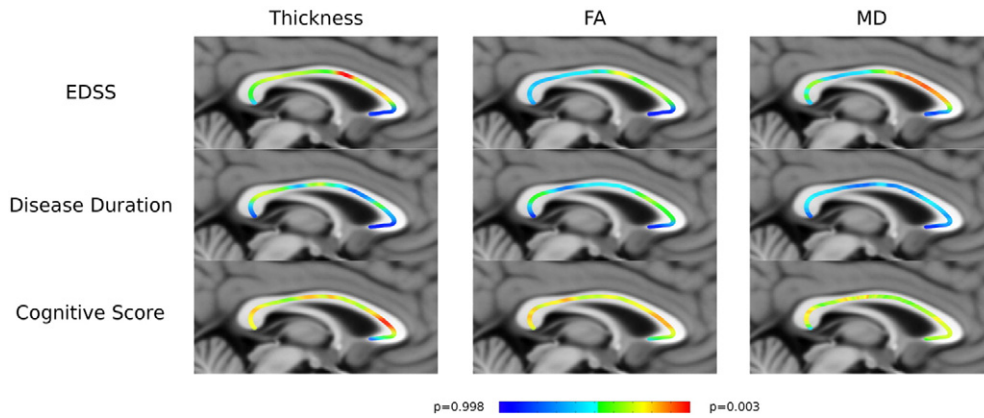 Thickness FA MD
EDSS
Disease Duration
Cognitive Score
p=0.998 p=0.003